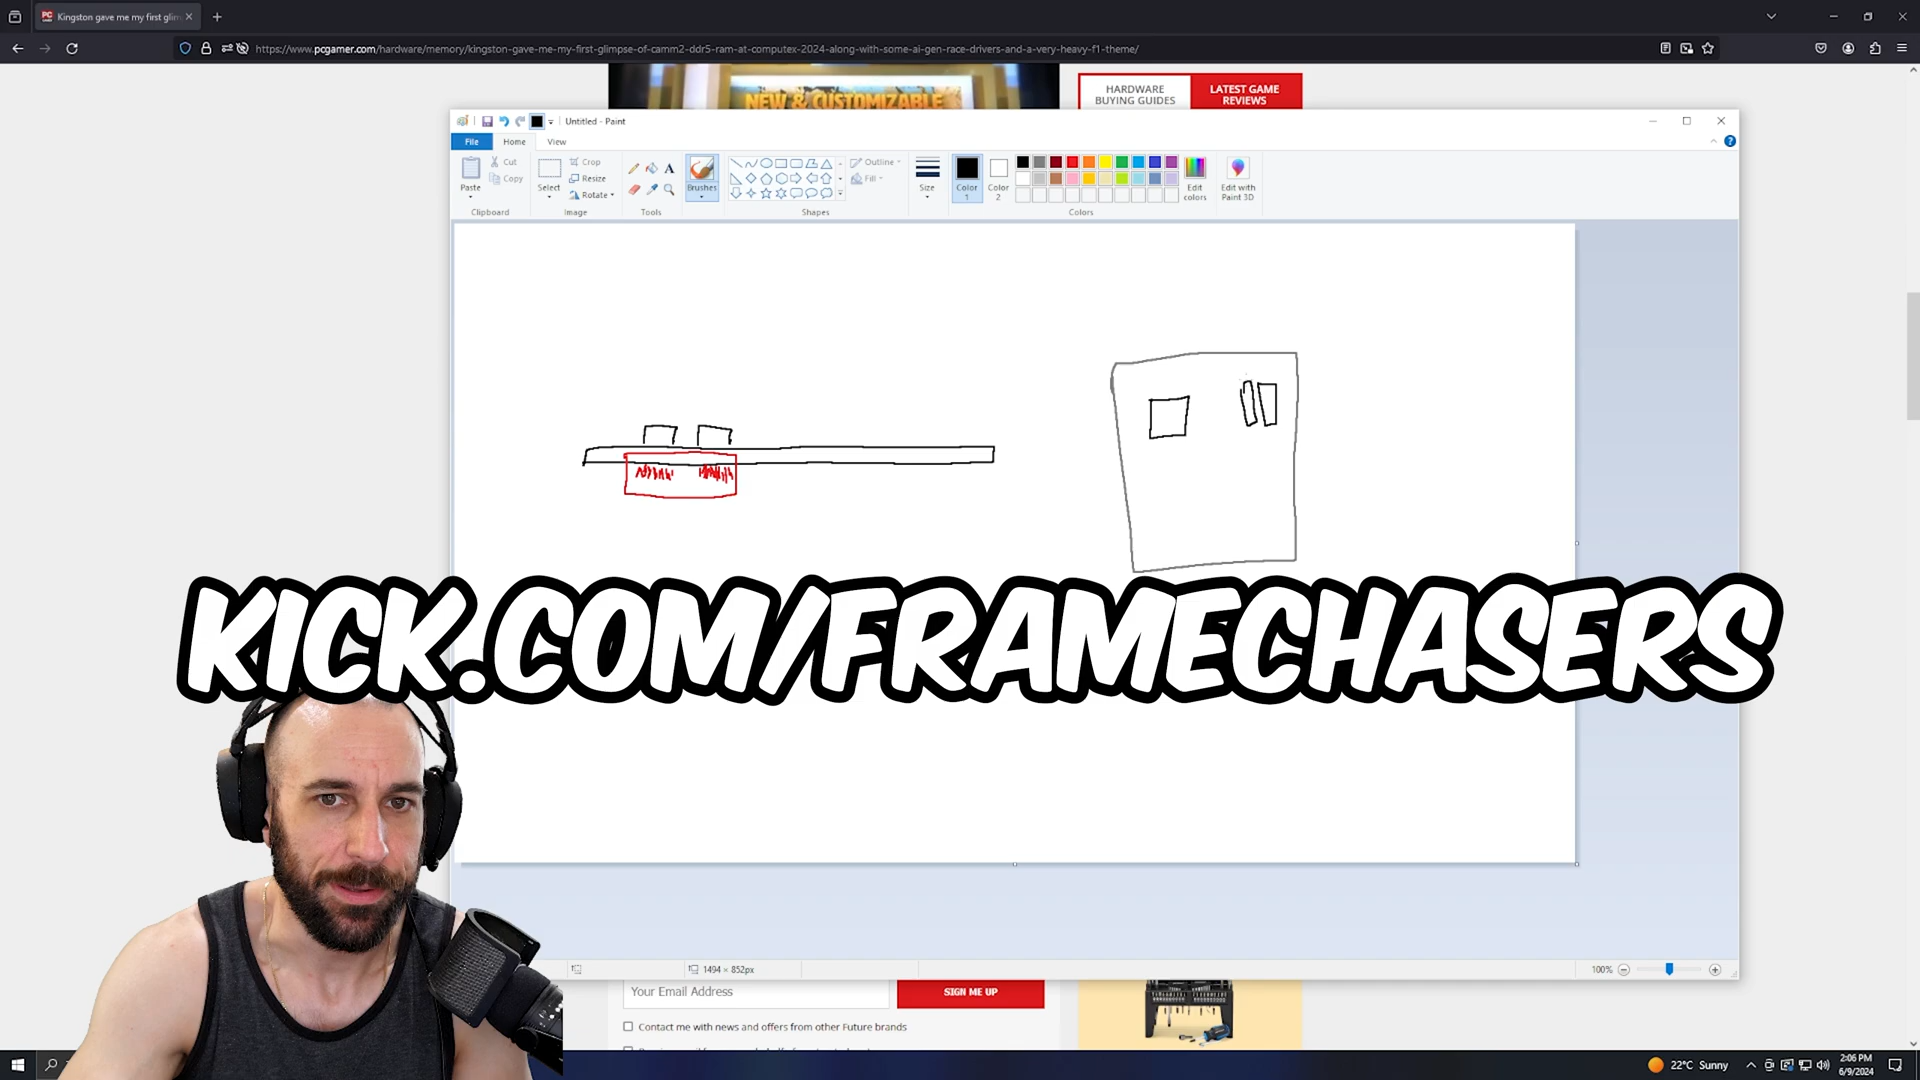 Kingston gave me my first glim
https://www.pcgamer.com/hardware/memory/kingston-gave-me-my-first-glimpse-of-camm2-ddr5-ram-at-computex-2024-along-with-some-ai-gen-race-drivers-and-a-very-heavy-f1-theme/
NEW & CUSTOMIZABLE
HARDWARE
BUYING GUIDES
LATEST GAME
REVIEWS
Untitled - Paint
File
Home
View
Paste
Cut
Copy
Clipboard
Select
Crop
Resize
Rotate
Image
A
Tools
Brushes
Outline
Fill
Shapes
Size
Color
1
Color
2
Edit
colors
Colors
Edit with
Paint 3D
KICK.COM/FRAMECHASERS
1494 × 852px
100%
Your Email Address
SIGN ME UP
Contact me with news and offers from other Future brands
22°C Sunny
2:06 PM
6/9/2024